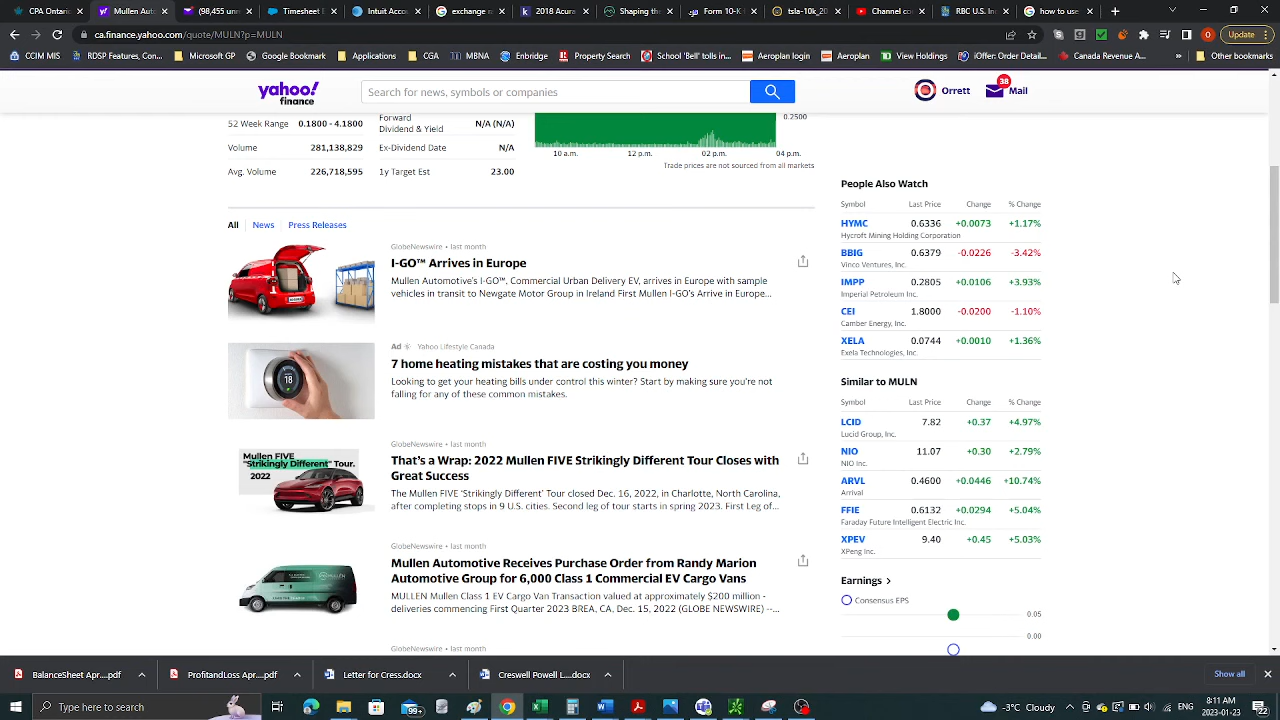 CPA Ontario
Mullen Aut
(98,455 unr
Timesheet
Intuit Accou
exchange r
2018 Acura
Shaping the
Form 10-K
tsla-10k_20
Channel co
RBC U.S. In
how to use
ca.finance.yahoo.com/quote/MULN?p=MULN
Update
CCIM MIS
RDSP Features, Con...
Microsoft GP
Google Bookmark
Applications
CGA
MBNA
Enbridge
Property Search
School 'Bell' tolls in...
Aeroplan login
Aeroplan
View Holdings
iOffer: Order Detail...
Canada Revenue A...
»
Other bookmarks
yahoo!
finance
Search for news, symbols or companies
Orrett
38
Mail
52 Week Range
0.1800 - 4.1800
Forward
Dividend & Yield
N/A (N/A)
0.2500
Volume
281,138,829
Ex-Dividend Date
N/A
10 a.m.
12 p.m.
02 p.m.
04 p.m.
Trade prices are not sourced from all markets
Avg. Volume
226,718,595
1y Target Est
23.00
All
News
Press Releases
GlobeNewswire • last month
I-GO™ Arrives in Europe
Mullen Automotive's I-GO™, Commercial Urban Delivery EV, arrives in Europe with sample
vehicles in transit to Newgate Motor Group in Ireland First Mullen I-GO's Arrive in Europe...
Ad
Yahoo Lifestyle Canada
7 home heating mistakes that are costing you money
Looking to get your heating bills under control this winter? Start by making sure you're not
falling for any of these common mistakes.
18
GlobeNewswire • last month
That's a Wrap: 2022 Mullen FIVE Strikingly Different Tour Closes with
Great Success
The Mullen FIVE 'Strikingly Different' Tour closed Dec. 16, 2022, in Charlotte, North Carolina,
after completing stops in 9 U.S. cities. Second leg of tour starts in spring 2023. First Leg of...
Mullen FIVE
"Strikingly Different" Tour.
2022
GlobeNewswire • last month
Mullen Automotive Receives Purchase Order from Randy Marion
Automotive Group for 6,000 Class 1 Commercial EV Cargo Vans
MULLEN Mullen Class 1 EV Cargo Van Transaction valued at approximately $200 million -
deliveries commencing First Quarter 2023 BREA, CA, Dec. 15, 2022 (GLOBE NEWSWIRE) --...
GlobeNewswire • last month
People Also Watch
Symbol
Last Price
Change
% Change
HYMC
0.6336
+0.0073
+1.17%
Hycroft Mining Holding Corporation
BBIG
0.6379
-0.0226
-3.42%
Vinco Ventures, Inc.
IMPP
0.2805
+0.0106
+3.93%
Imperial Petroleum Inc.
CEI
1.8000
-0.0200
-1.10%
Camber Energy, Inc.
XELA
0.0744
+0.0010
+1.36%
Exela Technologies, Inc.
Similar to MULN
Symbol
Last Price
Change
% Change
LCID
7.82
+0.37
+4.97%
Lucid Group, Inc.
NIO
11.07
+0.30
+2.79%
NIO Inc.
ARVL
0.4600
+0.0446
+10.74%
Arrival
FFIE
0.6132
+0.0294
+5.04%
Faraday Future Intelligent Electric Inc.
XPEV
9.40
+0.45
+5.03%
XPeng Inc.
Earnings
Consensus EPS
0.05
0.00
BalanceSheet Apr....pdf
ProfitandLoss Apr....pdf
Letter for Cress.docx
Cresswell Lowell L....docx
Show all
Type here to search
-3°C Cloudy
ENG
8:11 AM
2023-01-23